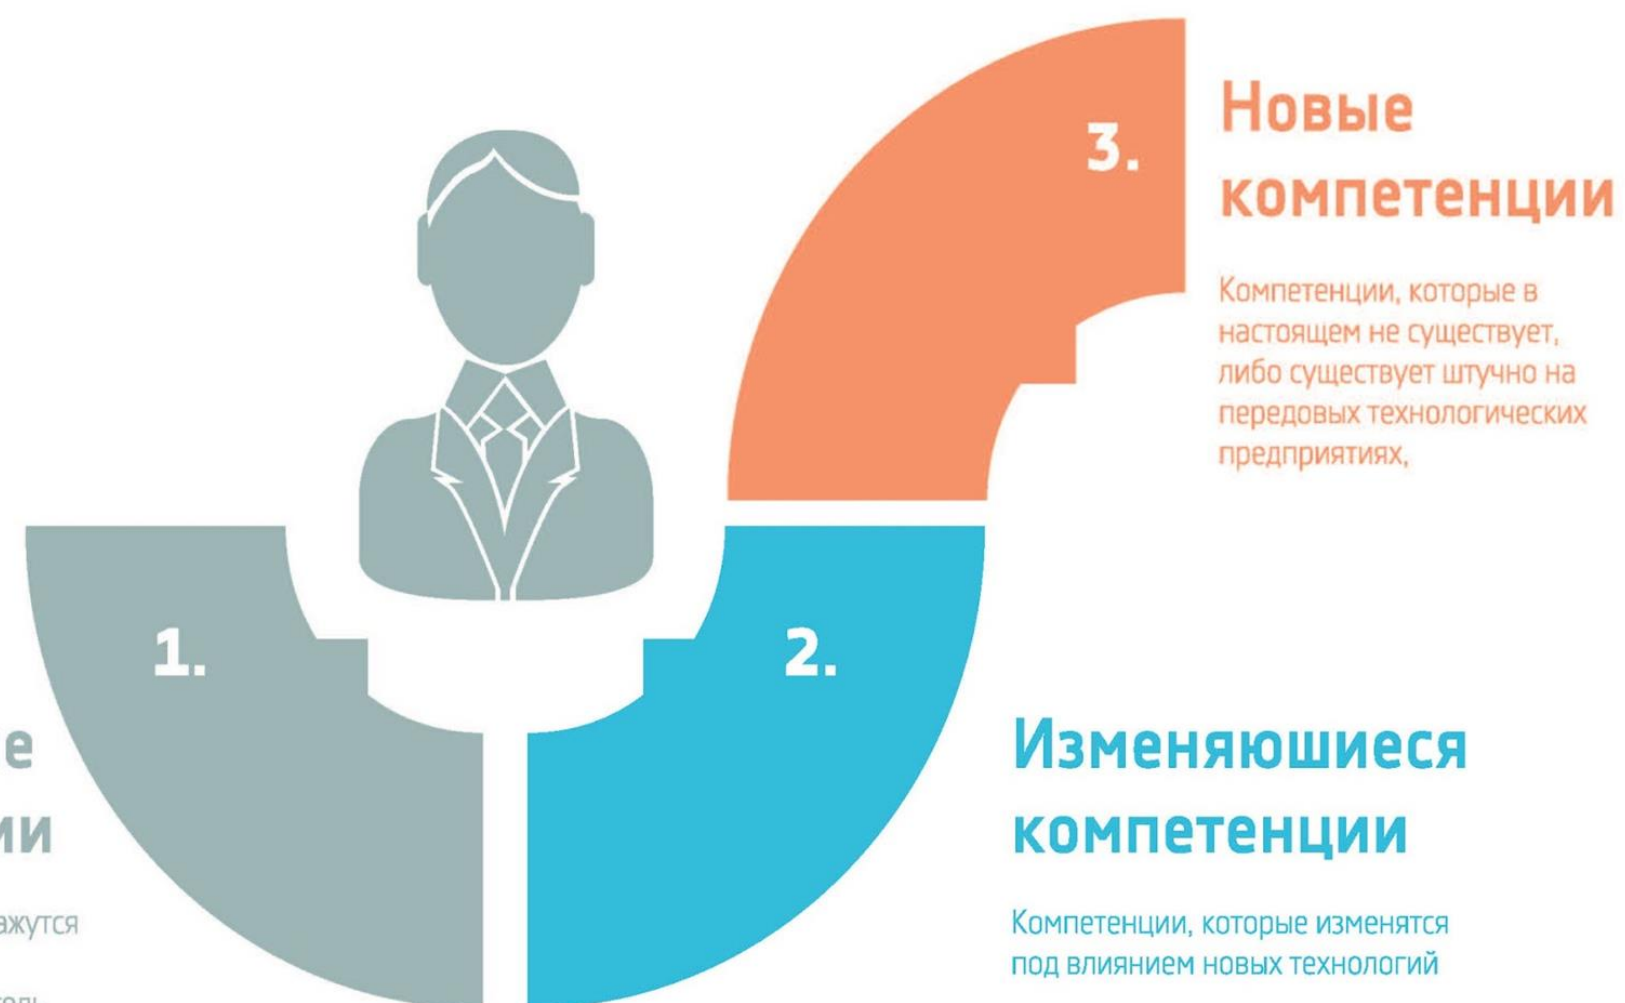 3.
Новые
компетенции
Компетенции, которые в
настоящем не существует,
либо существует штучно на
передовых технологических
предприятиях,
1.
2.
Изменяюшиеся
компетенции
Компетенции, которые изменятся
под влиянием новых технологий